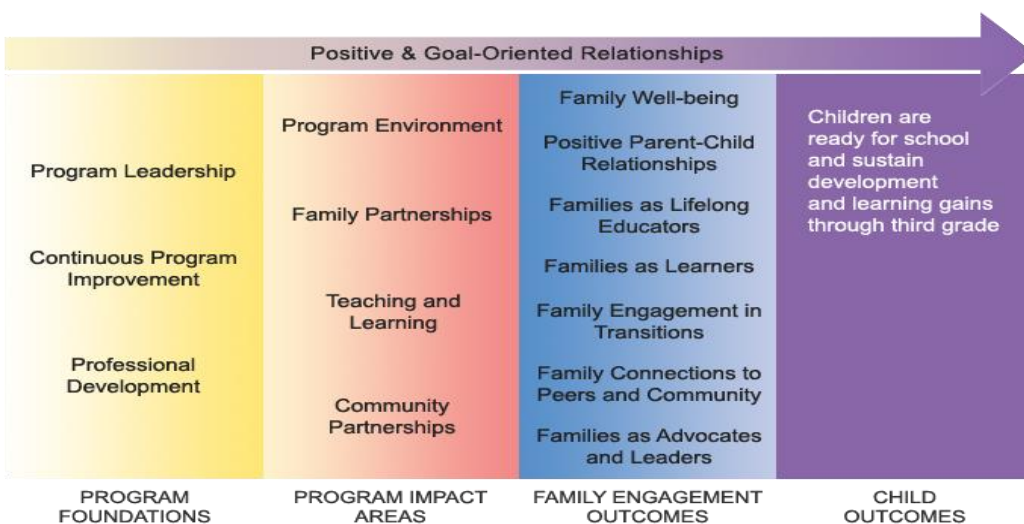 Positive & Goal-Oriented Relationships
Program Leadership
Continuous Program
Improvement
Professional
Development
PROGRAM
FOUNDATIONS
Program Environment
Family Partnerships
Teaching and
Learning
Community
Partnerships
PROGRAM IMPACT
AREAS
Family Well-being
Positive Parent-Child
Relationships
Families as Lifelong
Educators
Families as Learners
Family Engagement in
Transitions
Family Connections to
Peers and Community
Families as Advocates
and Leaders
FAMILY ENGAGEMENT
OUTCOMES
Children are
ready for school
and sustain
development
and learning gains
through third grade
CHILD
OUTCOMES